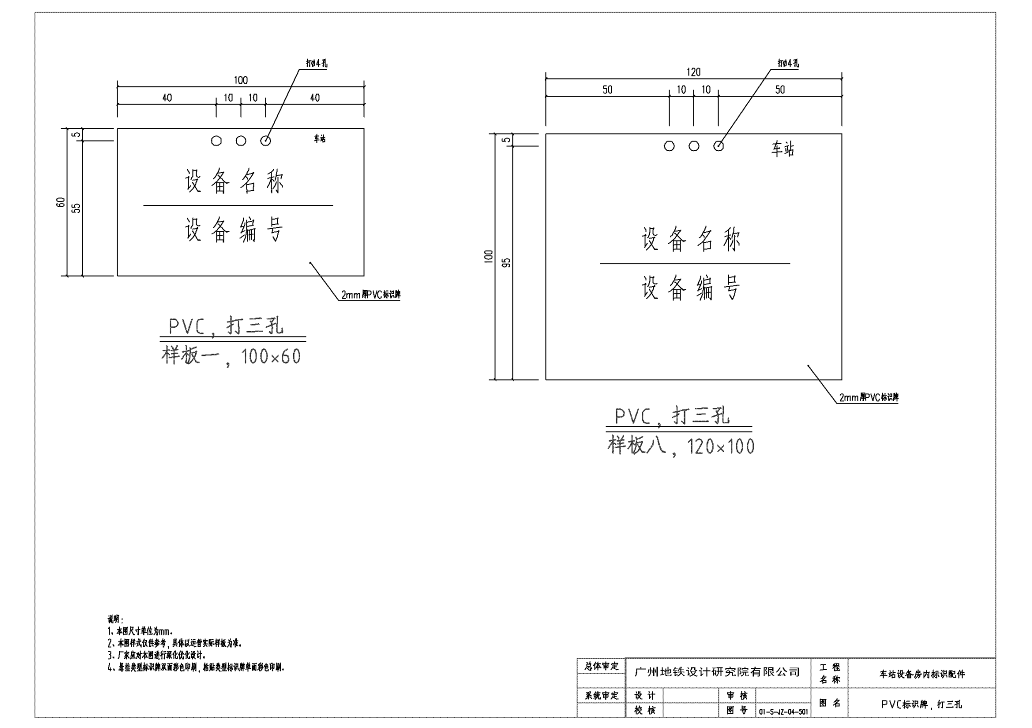 打Ø4孔
100
40 10 10 40
5
车站
设备名称
60
55
设备编号
2mm厚PVC标识牌
PVC，打三孔
样板一，100×60
打Ø4孔
120
50 10 10 50
5
车站
设备名称
100
95
设备编号
2mm厚PVC标识牌
PVC，打三孔
样板八，120×100
说明：
1、本图尺寸单位为mm。
2、本图样式仅供参考，具体以运营实际样板为准。
3、厂家应对本图进行深化优化设计。
4、悬挂类型标识牌双面彩色印刷，粘贴类型标识牌单面彩色印刷。
总体审定 广州地铁设计研究院有限公司 工程名称 车站设备房内标识配件
系统审定 设计 审核 图名 PVC标识牌，打三孔
校核 图号 01-S-JZ-04-501